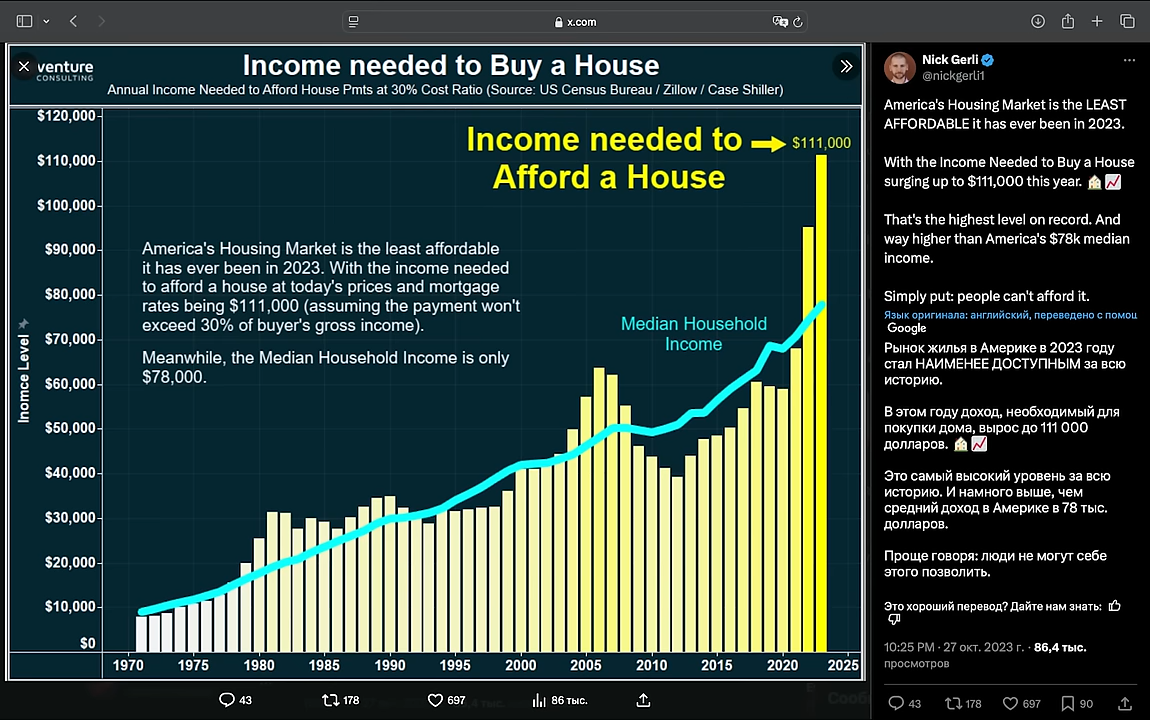 x.com
venture
CONSULTING
Income needed to Buy a House
Annual Income Needed to Afford House Pmts at 30% Cost Ratio (Source: US Census Bureau / Zillow / Case Shiller)
$120,000
$110,000
$100,000
$90,000
$80,000
$70,000
$60,000
$50,000
$40,000
$30,000
$20,000
$10,000
$0
Inomce Level
Income needed to
Afford a House
$111,000
America's Housing Market is the least affordable
it has ever been in 2023. With the income needed
to afford a house at today's prices and mortgage
rates being $111,000 (assuming the payment won't
exceed 30% of buyer's gross income).
Meanwhile, the Median Household Income is only
$78,000.
Median Household
Income
1970 1975 1980 1985 1990 1995 2000 2005 2010 2015 2020 2025
43 178 697 86 тыс.
Nick Gerli
@nickgerli1
America's Housing Market is the LEAST
AFFORDABLE it has ever been in 2023.
With the Income Needed to Buy a House
surging up to $111,000 this year. 🏠📈
That's the highest level on record. And
way higher than America's $78k median
income.
Simply put: people can't afford it.
Язык оригинала: английский, переведено с помощ
Google
Рынок жилья в Америке в 2023 году
стал НАИМЕНЕЕ ДОСТУПНЫМ за всю
историю.
В этом году доход, необходимый для
покупки дома, вырос до 111 000
долларов. 🏠📈
Это самый высокий уровень за всю
историю. И намного выше, чем
средний доход в Америке в 78 тыс.
долларов.
Проще говоря: люди не могут себе
этого позволить.
Это хороший перевод? Дайте нам знать:
10:25 PM · 27 окт. 2023 г. · 86,4 тыс.
просмотров
43 178 697 90